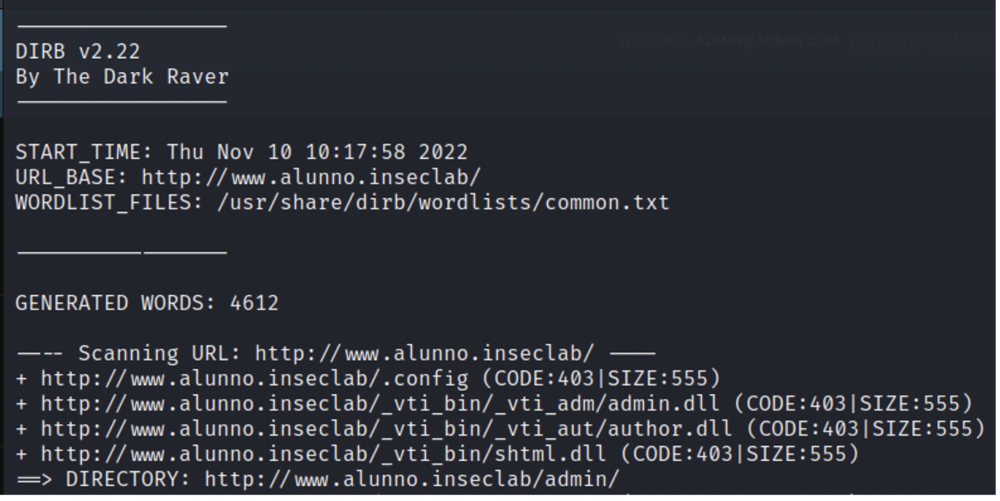 WELCOME, ADMIN@ADMIN.COM VIEW SITE / CHANGE
DIRB v2.22
By The Dark Raver
START_TIME: Thu Nov 10 10:17:58 2022
URL_BASE: http://www.alunno.inseclab/
WORDLIST_FILES: /usr/share/dirb/wordlists/common.txt
GENERATED WORDS: 4612
---- Scanning URL: http://www.alunno.inseclab/ ----
+ http://www.alunno.inseclab/.config (CODE:403|SIZE:555)
+ http://www.alunno.inseclab/_vti_bin/_vti_adm/admin.dll (CODE:403|SIZE:555)
+ http://www.alunno.inseclab/_vti_bin/_vti_aut/author.dll (CODE:403|SIZE:555)
+ http://www.alunno.inseclab/_vti_bin/shtml.dll (CODE:403|SIZE:555)
==> DIRECTORY: http://www.alunno.inseclab/admin/